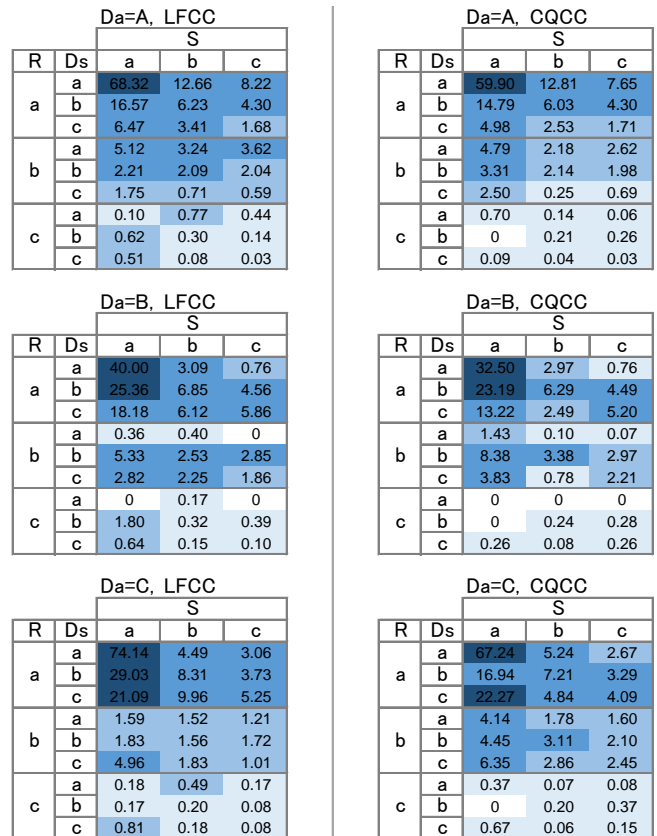 Da=A, LFCC
S
R Ds a b c
a 68.32 12.66 8.22
a b 16.57 6.23 4.30
c 6.47 3.41 1.68
a 5.12 3.24 3.62
b b 2.21 2.09 2.04
c 1.75 0.71 0.59
a 0.10 0.77 0.44
c b 0.62 0.30 0.14
c 0.51 0.08 0.03
Da=A, CQCC
S
R Ds a b c
a 59.90 12.81 7.65
a b 14.79 6.03 4.30
c 4.98 2.53 1.71
a 4.79 2.18 2.62
b b 3.31 2.14 1.98
c 2.50 0.25 0.69
a 0.70 0.14 0.06
c b 0 0.21 0.26
c 0.09 0.04 0.03
Da=B, LFCC
S
R Ds a b c
a 40.00 3.09 0.76
a b 25.36 6.85 4.56
c 18.18 6.12 5.86
a 0.36 0.40 0
b b 5.33 2.53 2.85
c 2.82 2.25 1.86
a 0 0.17 0
c b 1.80 0.32 0.39
c 0.64 0.15 0.10
Da=B, CQCC
S
R Ds a b c
a 32.50 2.97 0.76
a b 23.19 6.29 4.49
c 13.22 2.49 5.20
a 1.43 0.10 0.07
b b 8.38 3.38 2.97
c 3.83 0.78 2.21
a 0 0 0
c b 0 0.24 0.28
c 0.26 0.08 0.26
Da=C, LFCC
S
R Ds a b c
a 74.14 4.49 3.06
a b 29.03 8.31 3.73
c 21.09 9.96 5.25
a 1.59 1.52 1.21
b b 1.83 1.56 1.72
c 4.96 1.83 1.01
a 0.18 0.49 0.17
c b 0.17 0.20 0.08
c 0.81 0.18 0.08
Da=C, CQCC
S
R Ds a b c
a 67.24 5.24 2.67
a b 16.94 7.21 3.29
c 22.27 4.84 4.09
a 4.14 1.78 1.60
b b 4.45 3.11 2.10
c 6.35 2.86 2.45
a 0.37 0.07 0.08
c b 0 0.20 0.37
c 0.67 0.06 0.15